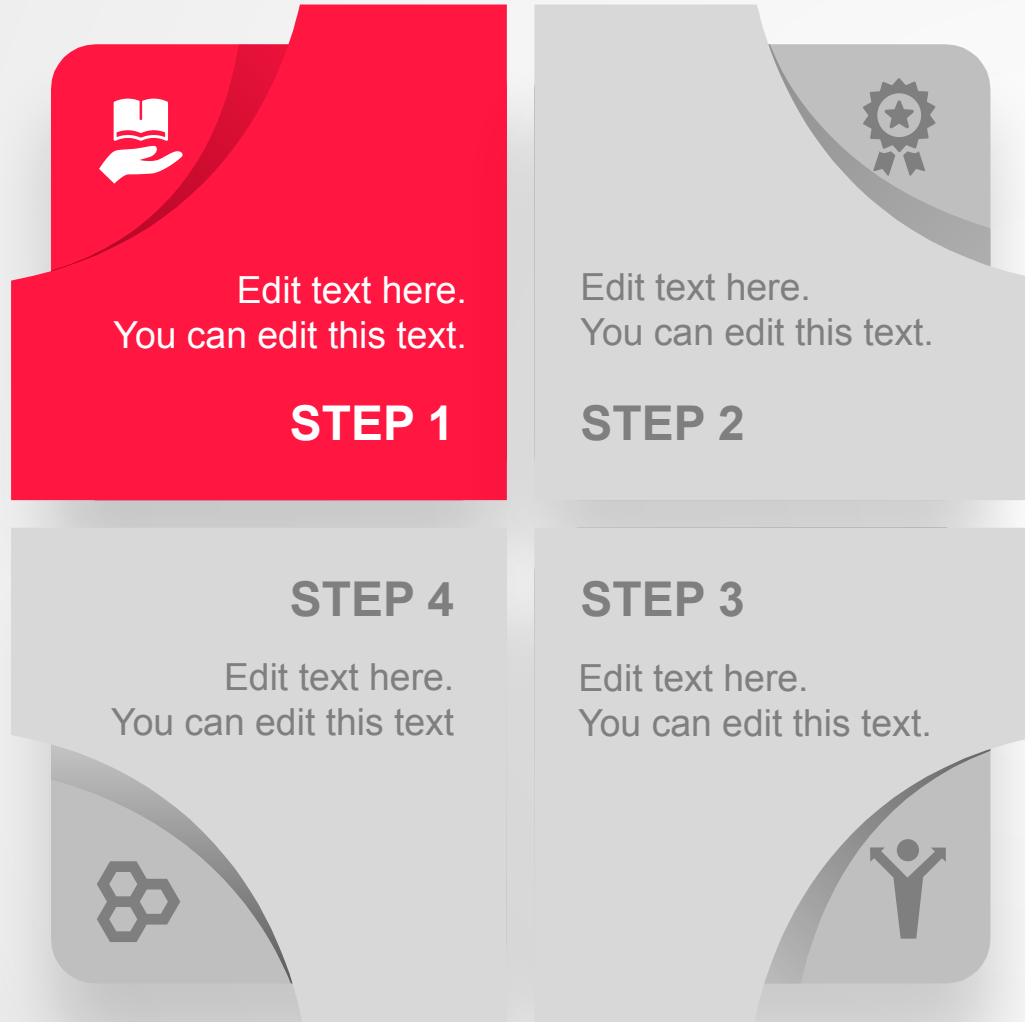 Edit text here.
You can edit this text.
STEP 1
Edit text here.
You can edit this text.
STEP 2
STEP 4
Edit text here.
You can edit this text
STEP 3
Edit text here.
You can edit this text.